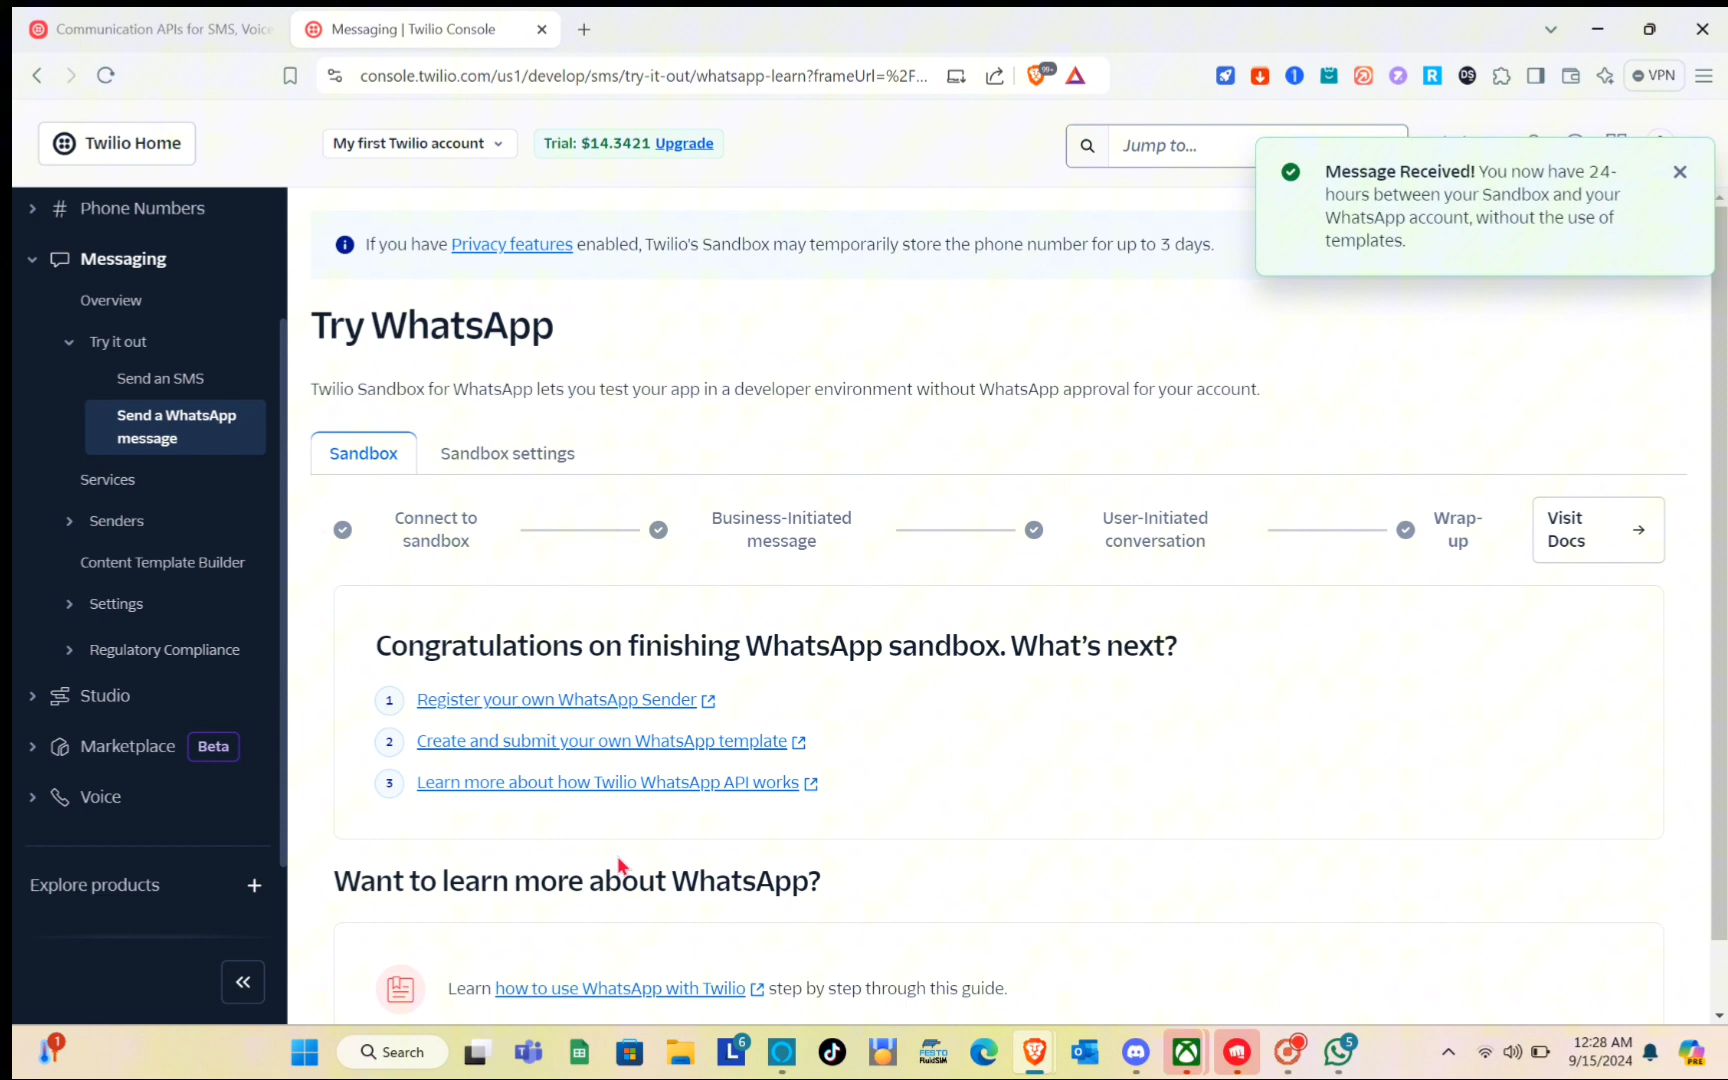 Communication APIs for SMS, Voice
Messaging | Twilio Console
console.twilio.com/us1/develop/sms/try-it-out/whatsapp-learn?frameUrl=%2F...
99+
VPN
Twilio Home
My first Twilio account
Trial: $14.3421 Upgrade
Jump to...
Message Received! You now have 24-
hours between your Sandbox and your
WhatsApp account, without the use of
templates.
Phone Numbers
Messaging
Overview
Try it out
Send an SMS
Send a WhatsApp
message
Services
Senders
Content Template Builder
Settings
Regulatory Compliance
Studio
Marketplace Beta
Voice
Explore products
If you have Privacy features enabled, Twilio's Sandbox may temporarily store the phone number for up to 3 days.
Try WhatsApp
Twilio Sandbox for WhatsApp lets you test your app in a developer environment without WhatsApp approval for your account.
Sandbox
Sandbox settings
Connect to
sandbox
Business-Initiated
message
User-Initiated
conversation
Wrap-
up
Visit
Docs
Congratulations on finishing WhatsApp sandbox. What's next?
1 Register your own WhatsApp Sender
2 Create and submit your own WhatsApp template
3 Learn more about how Twilio WhatsApp API works
Want to learn more about WhatsApp?
Learn how to use WhatsApp with Twilio step by step through this guide.
1
Search
L
6
FESTO
FluidSIM
5
12:28 AM
9/15/2024
PRE